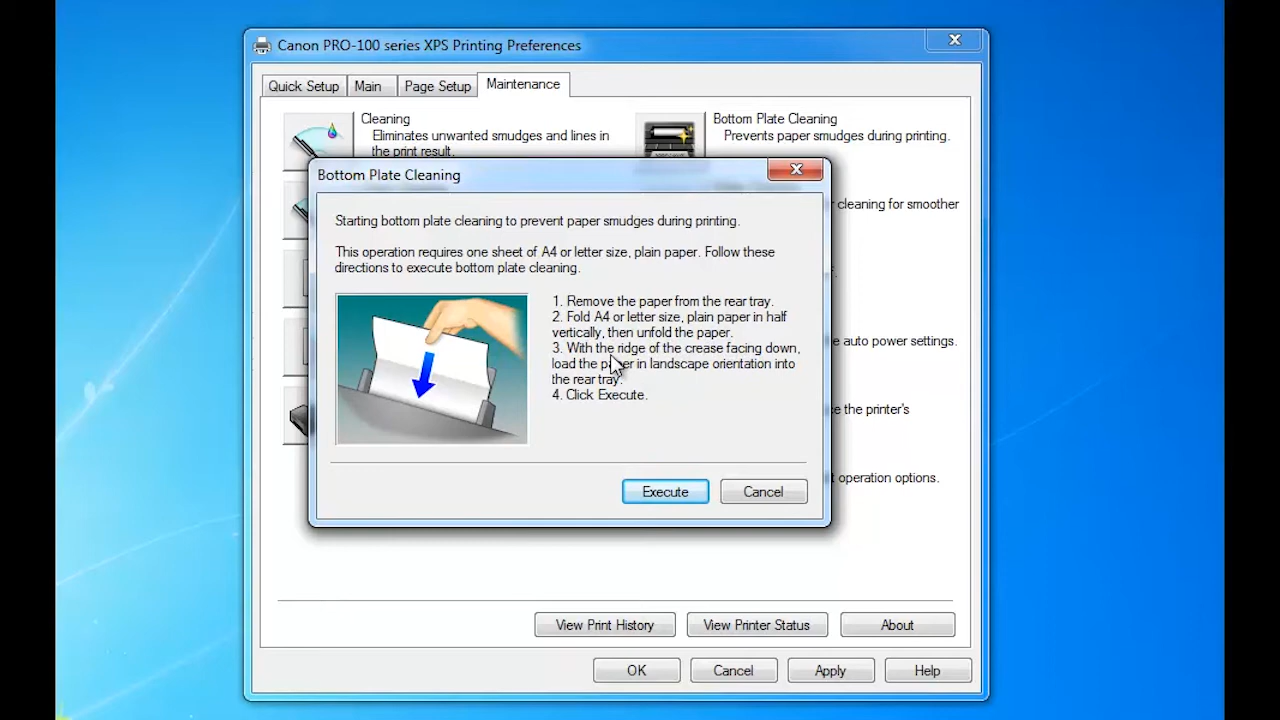 Canon PRO-100 series XPS Printing Preferences
Quick Setup
Main
Page Setup
Maintenance
Cleaning
Eliminates unwanted smudges and lines in
the print result.
Bottom Plate Cleaning
Prevents paper smudges during printing.
Bottom Plate Cleaning
Starting bottom plate cleaning to prevent paper smudges during printing.
This operation requires one sheet of A4 or letter size, plain paper. Follow these
directions to execute bottom plate cleaning.
1. Remove the paper from the rear tray.
2. Fold A4 or letter size, plain paper in half
vertically, then unfold the paper.
3. With the ridge of the crease facing down,
load the paper in landscape orientation into
the rear tray.
4. Click Execute.
Execute
Cancel
cleaning for smoother
auto power settings.
the printer's
operation options.
View Print History
View Printer Status
About
OK
Cancel
Apply
Help